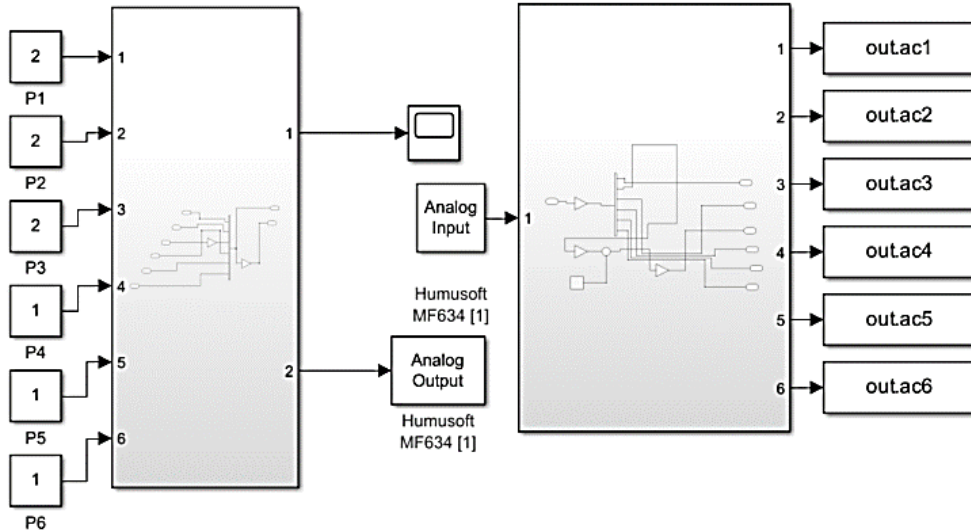 2
P1
2
P2
2
P3
1
P4
1
P5
1
P6
1
2
3
4
5
6
1
2
Analog
Input
Humusoft
MF634 [1]
Analog
Output
Humusoft
MF634 [1]
1
1
2
3
4
5
6
out.ac1
out.ac2
out.ac3
out.ac4
out.ac5
out.ac6